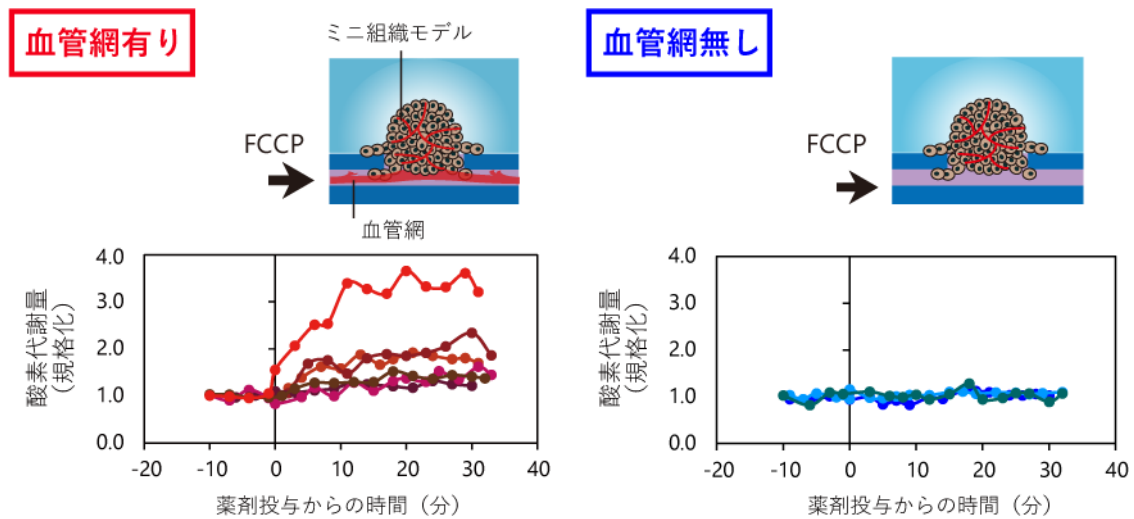 血管網有り
ミニ組織モデル
FCCP
血管網
酸素代謝量
(規格化)
4.0
3.0
2.0
1.0
0.0
-20
-10
0
10
20
30
40
薬剤投与からの時間(分)
血管網無し
FCCP
酸素代謝量
(規格化)
4.0
3.0
2.0
1.0
0.0
-20
-10
0
10
20
30
40
薬剤投与からの時間(分)